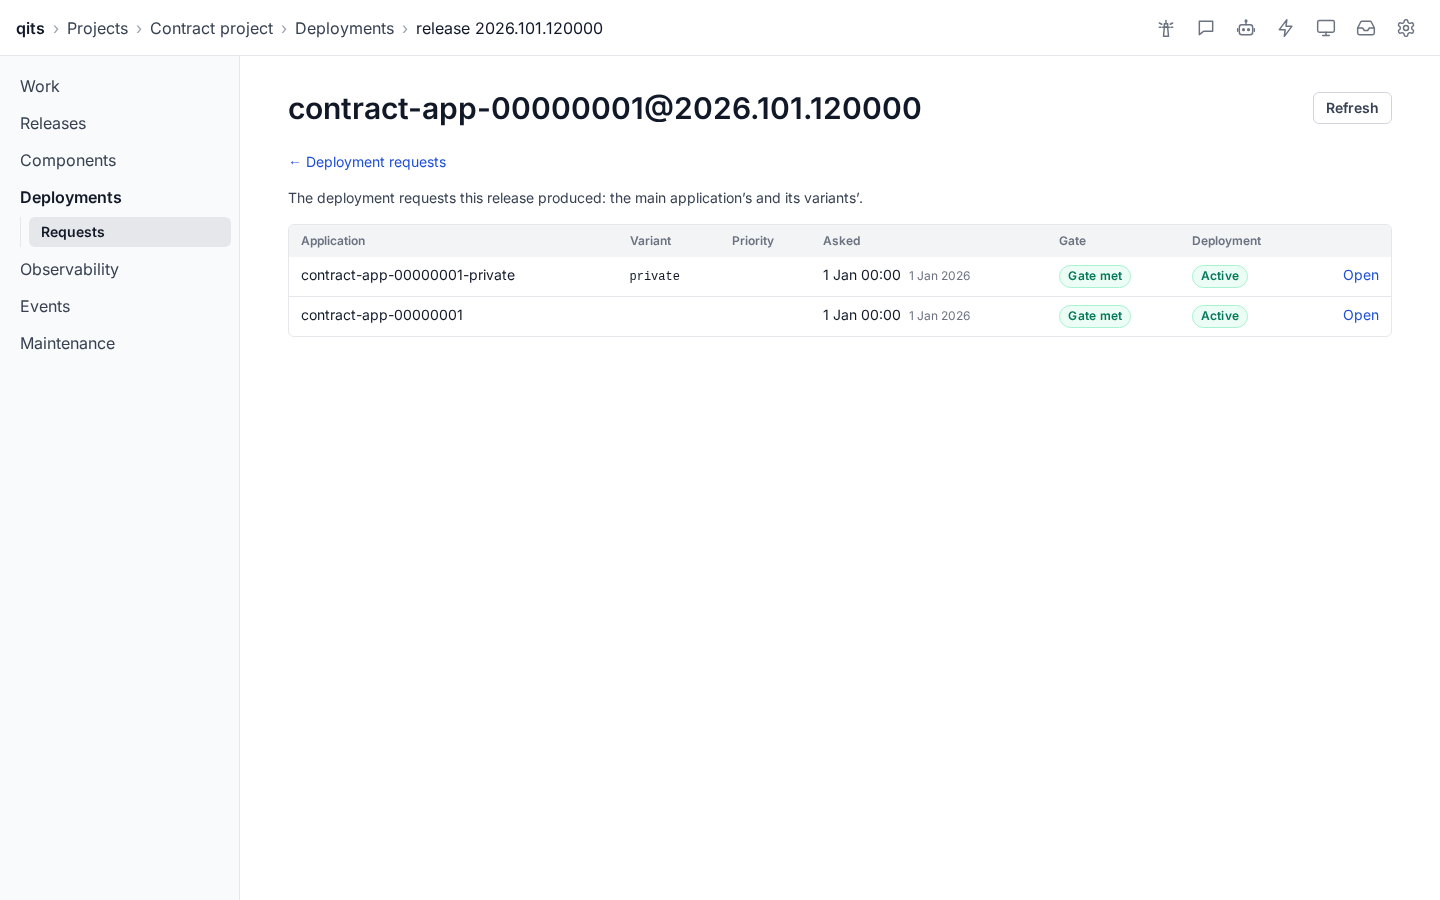 qits › Projects › Contract project › Deployments › release 2026.101.120000
Work
Releases
Components
Deployments
Requests
Observability
Events
Maintenance
contract-app-00000001@2026.101.120000
Refresh
← Deployment requests
The deployment requests this release produced: the main application’s and its variants’.
Application Variant Priority Asked Gate Deployment
contract-app-00000001-private private 1 Jan 00:00 1 Jan 2026 Gate met Active Open
contract-app-00000001 1 Jan 00:00 1 Jan 2026 Gate met Active Open